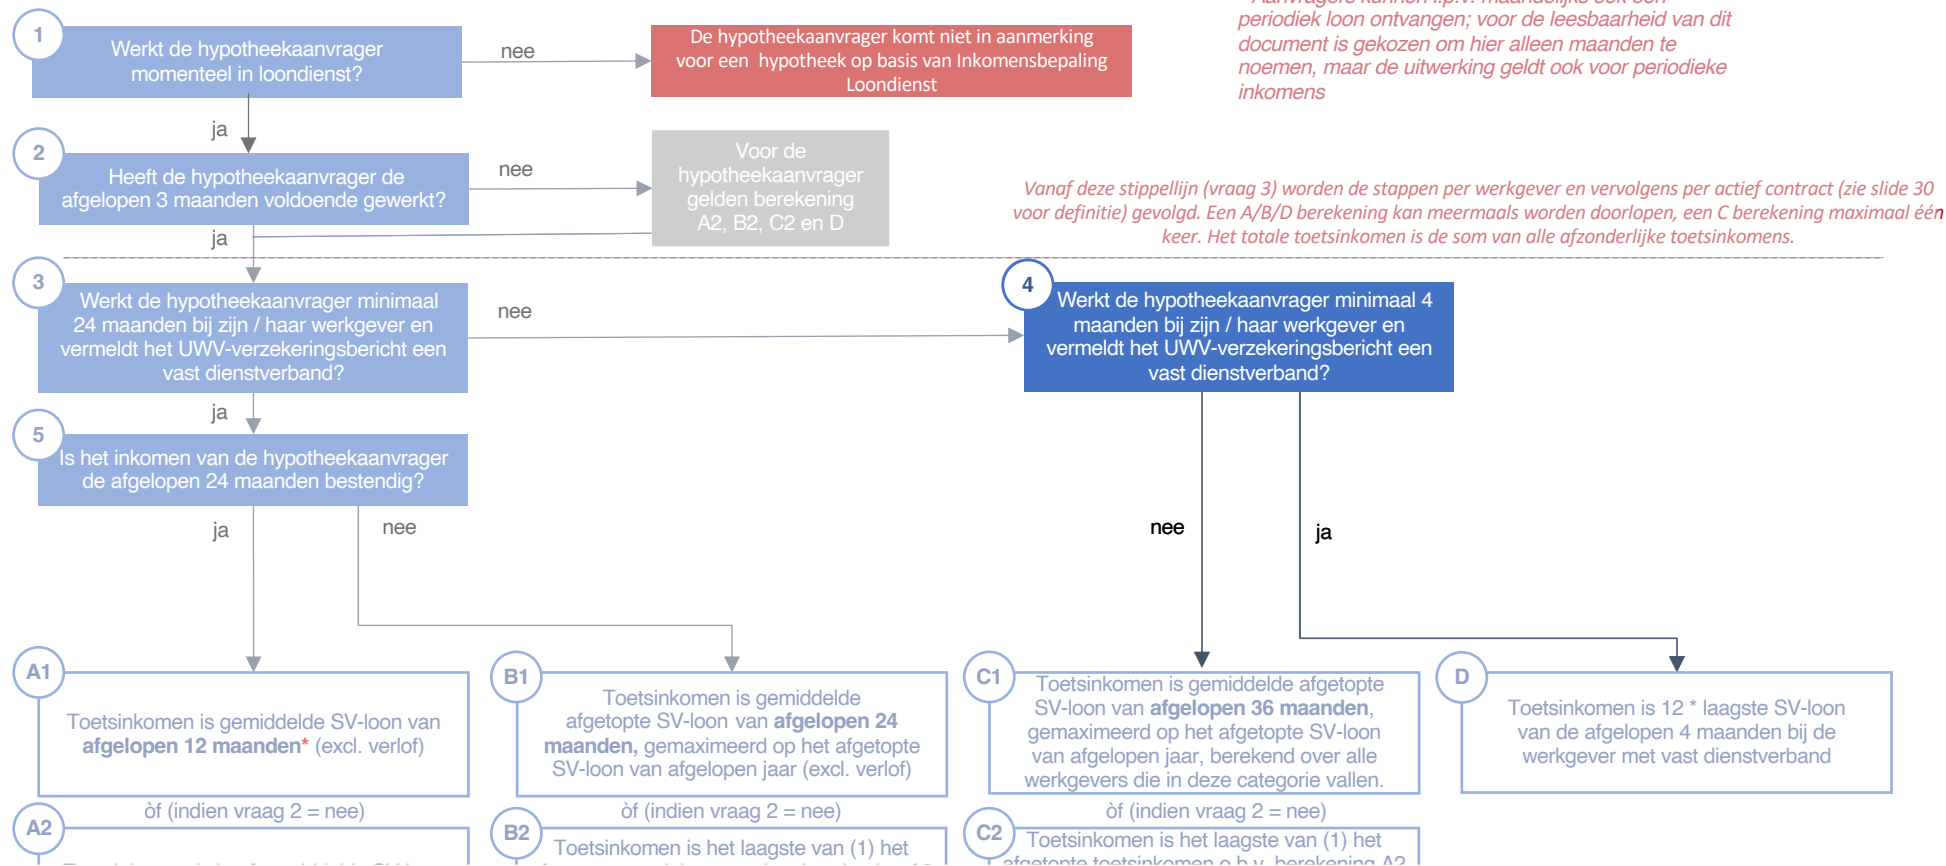 * Aanvragers kunnen i.p.v. maandelijks ook een
periodiek loon ontvangen; voor de leesbaarheid van dit
document is gekozen om hier alleen maanden te
noemen, maar de uitwerking geldt ook voor periodieke
inkomens
1
Werkt de hypotheekaanvrager
momenteel in loondienst?
nee
De hypotheekaanvrager komt niet in aanmerking
voor een hypotheek op basis van Inkomensbepaling
Loondienst
ja
2
Heeft de hypotheekaanvrager de
afgelopen 3 maanden voldoende gewerkt?
nee
Voor de
hypotheekaanvrager
gelden berekening
A2, B2, C2 en D
ja
Vanaf deze stippellijn (vraag 3) worden de stappen per werkgever en vervolgens per actief contract (zie slide 30
voor definitie) gevolgd. Een A/B/D berekening kan meermaals worden doorlopen, een C berekening maximaal één
keer. Het totale toetsinkomen is de som van alle afzonderlijke toetsinkomens.
3
Werkt de hypotheekaanvrager minimaal
24 maanden bij zijn / haar werkgever en
vermeldt het UWV-verzekeringsbericht een
vast dienstverband?
nee
4
Werkt de hypotheekaanvrager minimaal 4
maanden bij zijn / haar werkgever en
vermeldt het UWV-verzekeringsbericht een
vast dienstverband?
ja
5
Is het inkomen van de hypotheekaanvrager
de afgelopen 24 maanden bestendig?
ja
nee
nee
ja
A1
Toetsinkomen is gemiddelde SV-loon van
afgelopen 12 maanden* (excl. verlof)
B1
Toetsinkomen is gemiddelde
afgetopte SV-loon van afgelopen 24
maanden, gemaximeerd op het afgetopte
SV-loon van afgelopen jaar (excl. verlof)
C1
Toetsinkomen is gemiddelde afgetopte
SV-loon van afgelopen 36 maanden,
gemaximeerd op het afgetopte SV-loon
van afgelopen jaar, berekend over alle
werkgevers die in deze categorie vallen.
D
Toetsinkomen is 12 * laagste SV-loon
van de afgelopen 4 maanden bij de
werkgever met vast dienstverband
òf (indien vraag 2 = nee)
òf (indien vraag 2 = nee)
òf (indien vraag 2 = nee)
A2
B2
Toetsinkomen is het laagste van (1) het
C2
Toetsinkomen is het laagste van (1) het
afgetopte toetsinkomen o.b.v. berekening A2